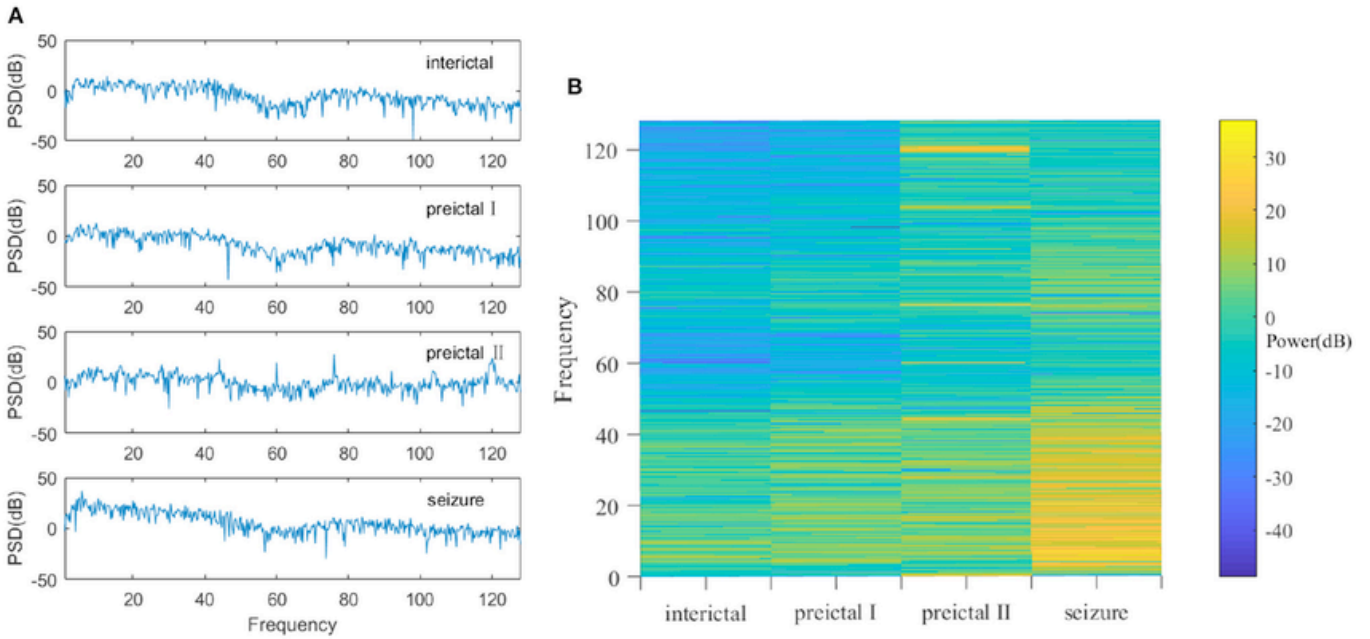 A
50
interictal
PSD(dB)
0
-50
20 40 60 80 100 120
50
preictal Ⅰ
PSD(dB)
0
-50
20 40 60 80 100 120
50
preictal Ⅱ
PSD(dB)
0
-50
20 40 60 80 100 120
50
seizure
PSD(dB)
0
-50
20 40 60 80 100 120
Frequency
B
120
100
80
60
40
20
0
Frequency
interictal preictal I preictal II seizure
30
20
10
0
Power(dB)
-10
-20
-30
-40